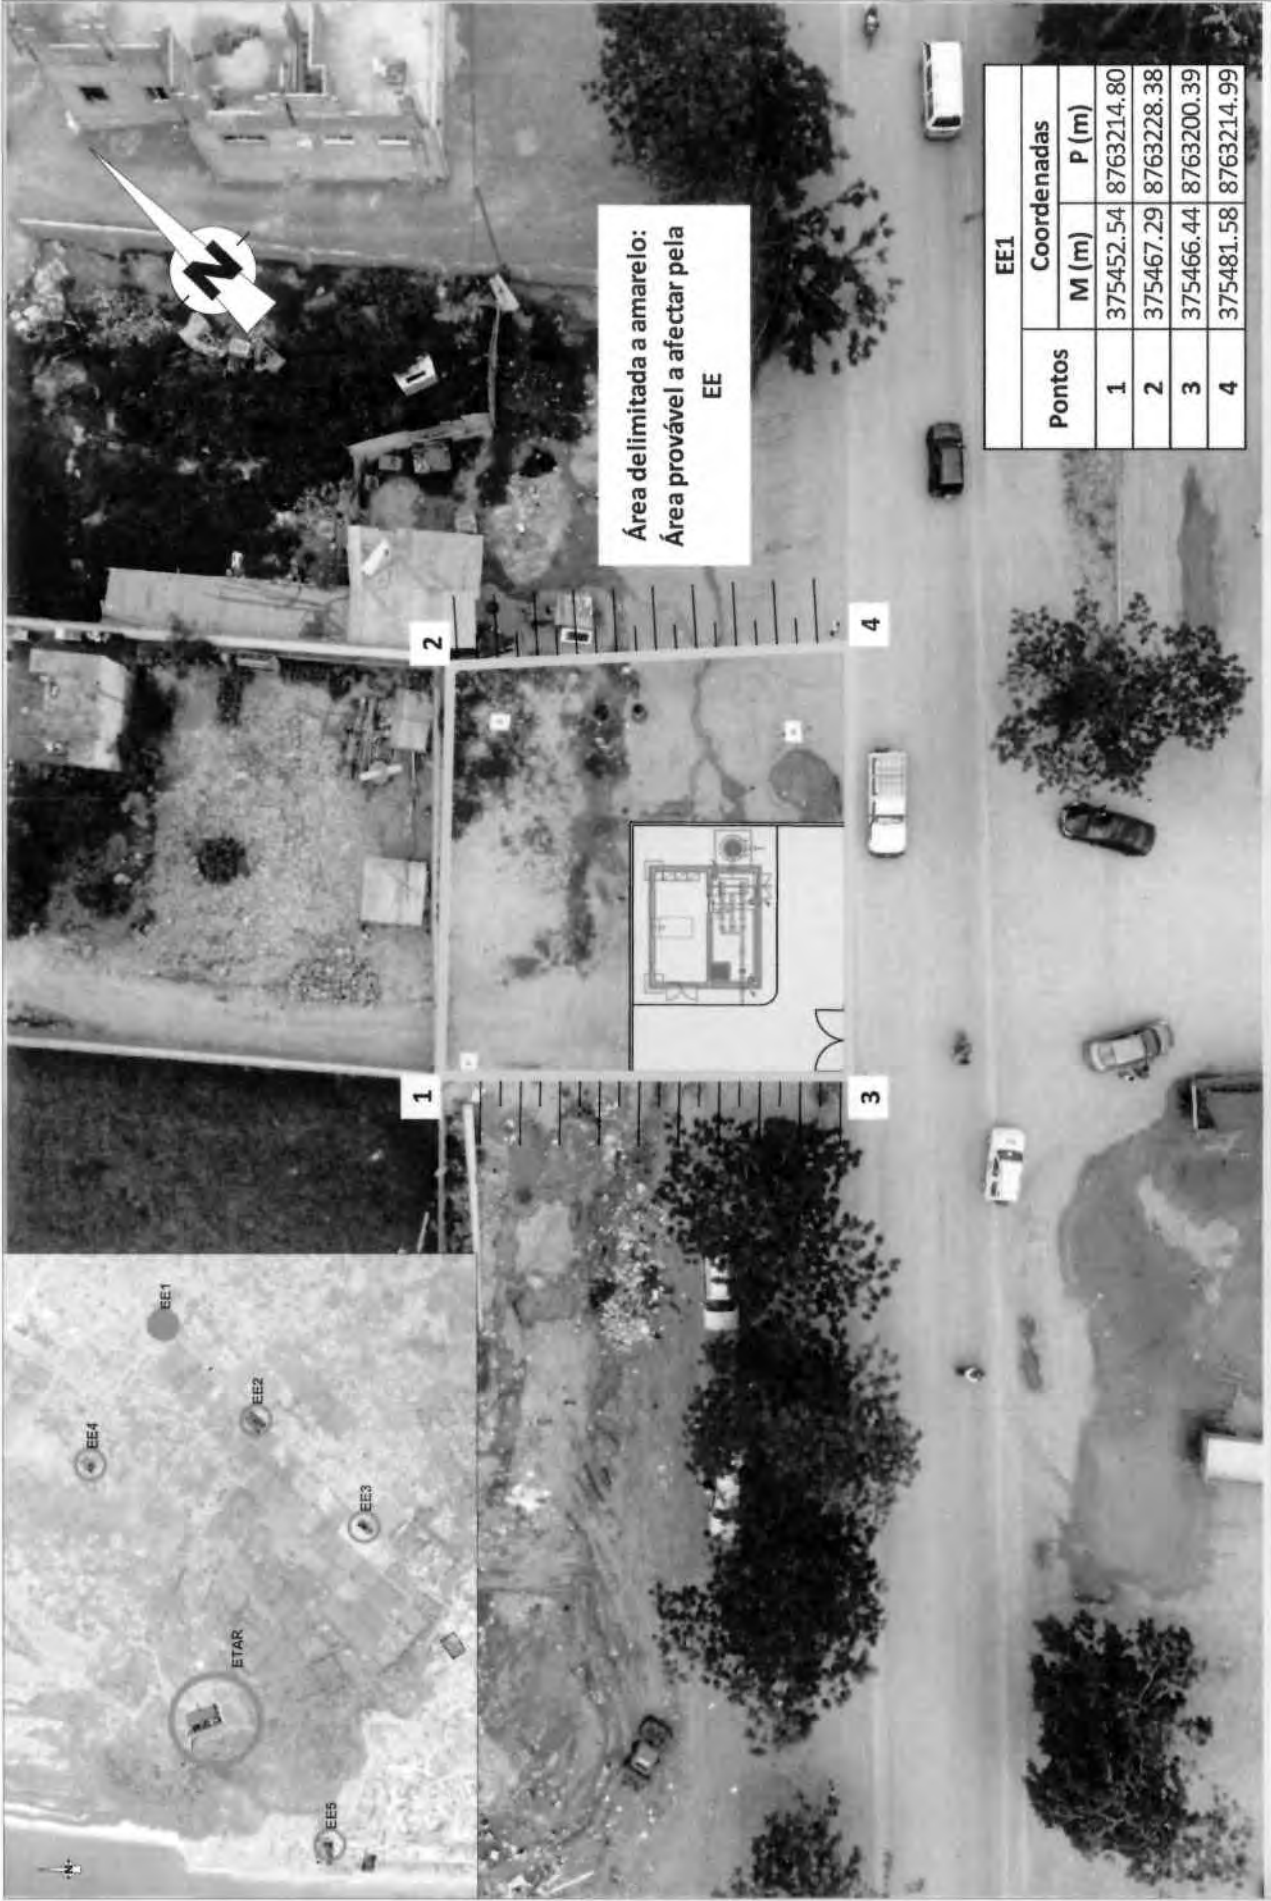 EE4
EE1
EE2
EE3
ETAR
EE5
N
N
1
2
3
4
Área delimitada a amarelo:
Área provável a afectar pela
EE
EE1
Pontos Coordenadas
M (m) P (m)
1 375452.54 8763214.80
2 375467.29 8763228.38
3 375466.44 8763200.39
4 375481.58 8763214.99